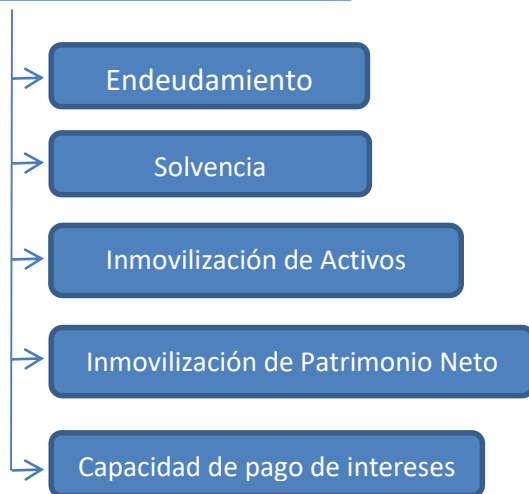 Endeudamiento
Solvencia
Inmovilización de Activos
Inmovilización de Patrimonio Neto
Capacidad de pago de intereses